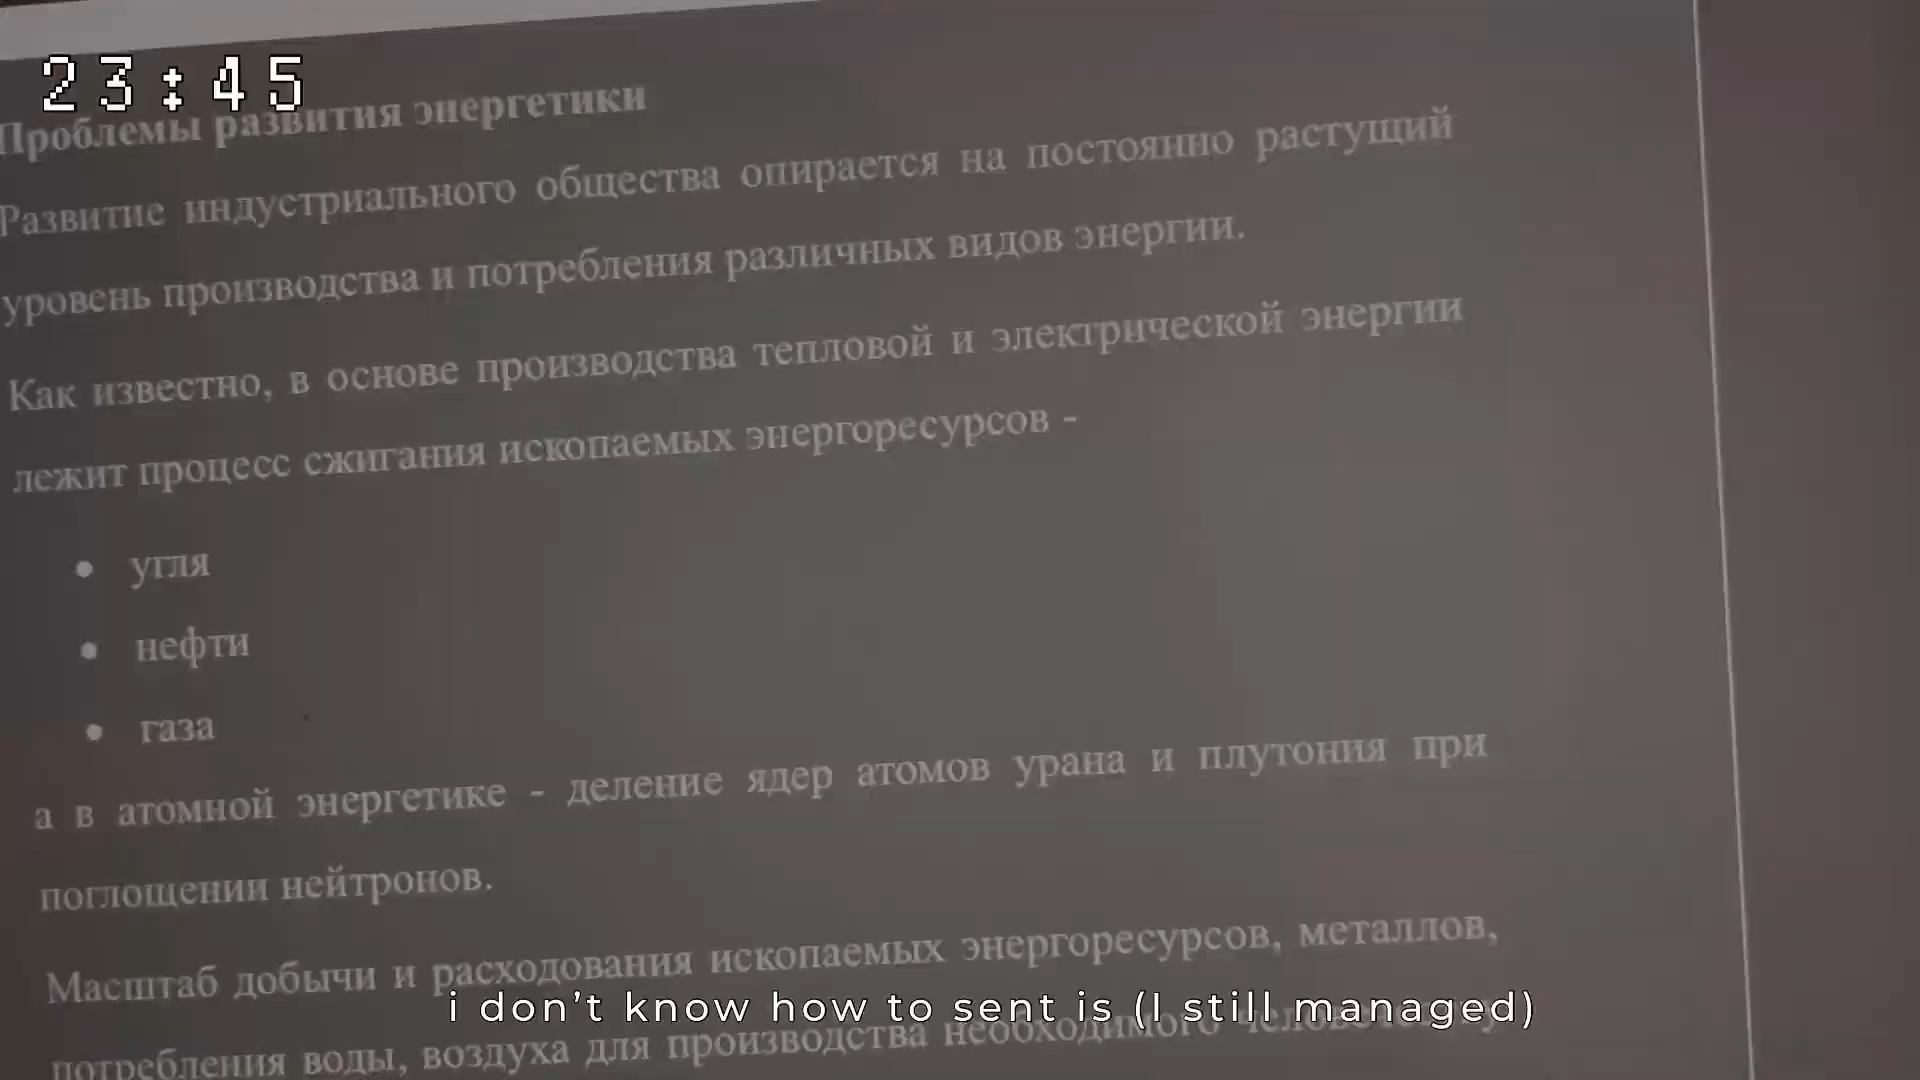 23:45
Проблемы развития энергетики
Развитие индустриального общества опирается на постоянно растущий
уровень производства и потребления различных видов энергии.
Как известно, в основе производства тепловой и электрической энергии
лежит процесс сжигания ископаемых энергоресурсов -
• угля
• нефти
• газа
а в атомной энергетике - деление ядер атомов урана и плутония при
поглощении нейтронов.
Масштаб добычи и расходования ископаемых энергоресурсов, металлов,
i don’t know how to sent is (I still managed)
потребления воды, воздуха для производства необходимого человечеству